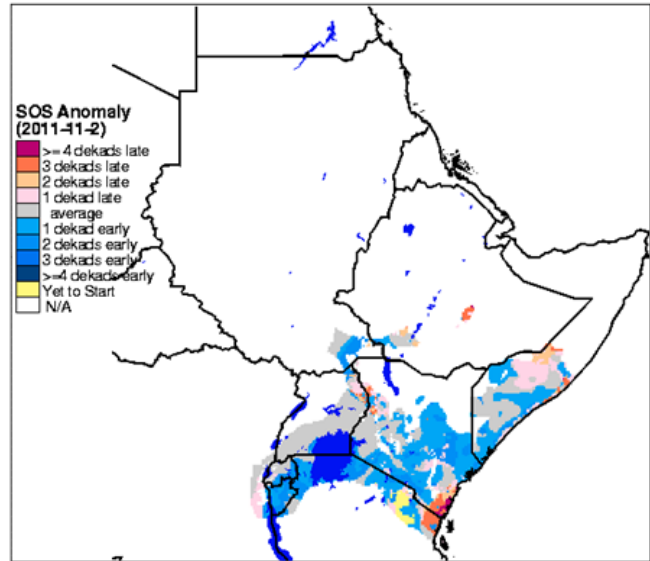 SOS Anomaly
(2011-11-2)
>= 4 dekads late
3 dekads late
2 dekads late
1 dekad late
average
1 dekad early
2 dekads early
3 dekads early
>=4 dekads early
Yet to Start
N/A